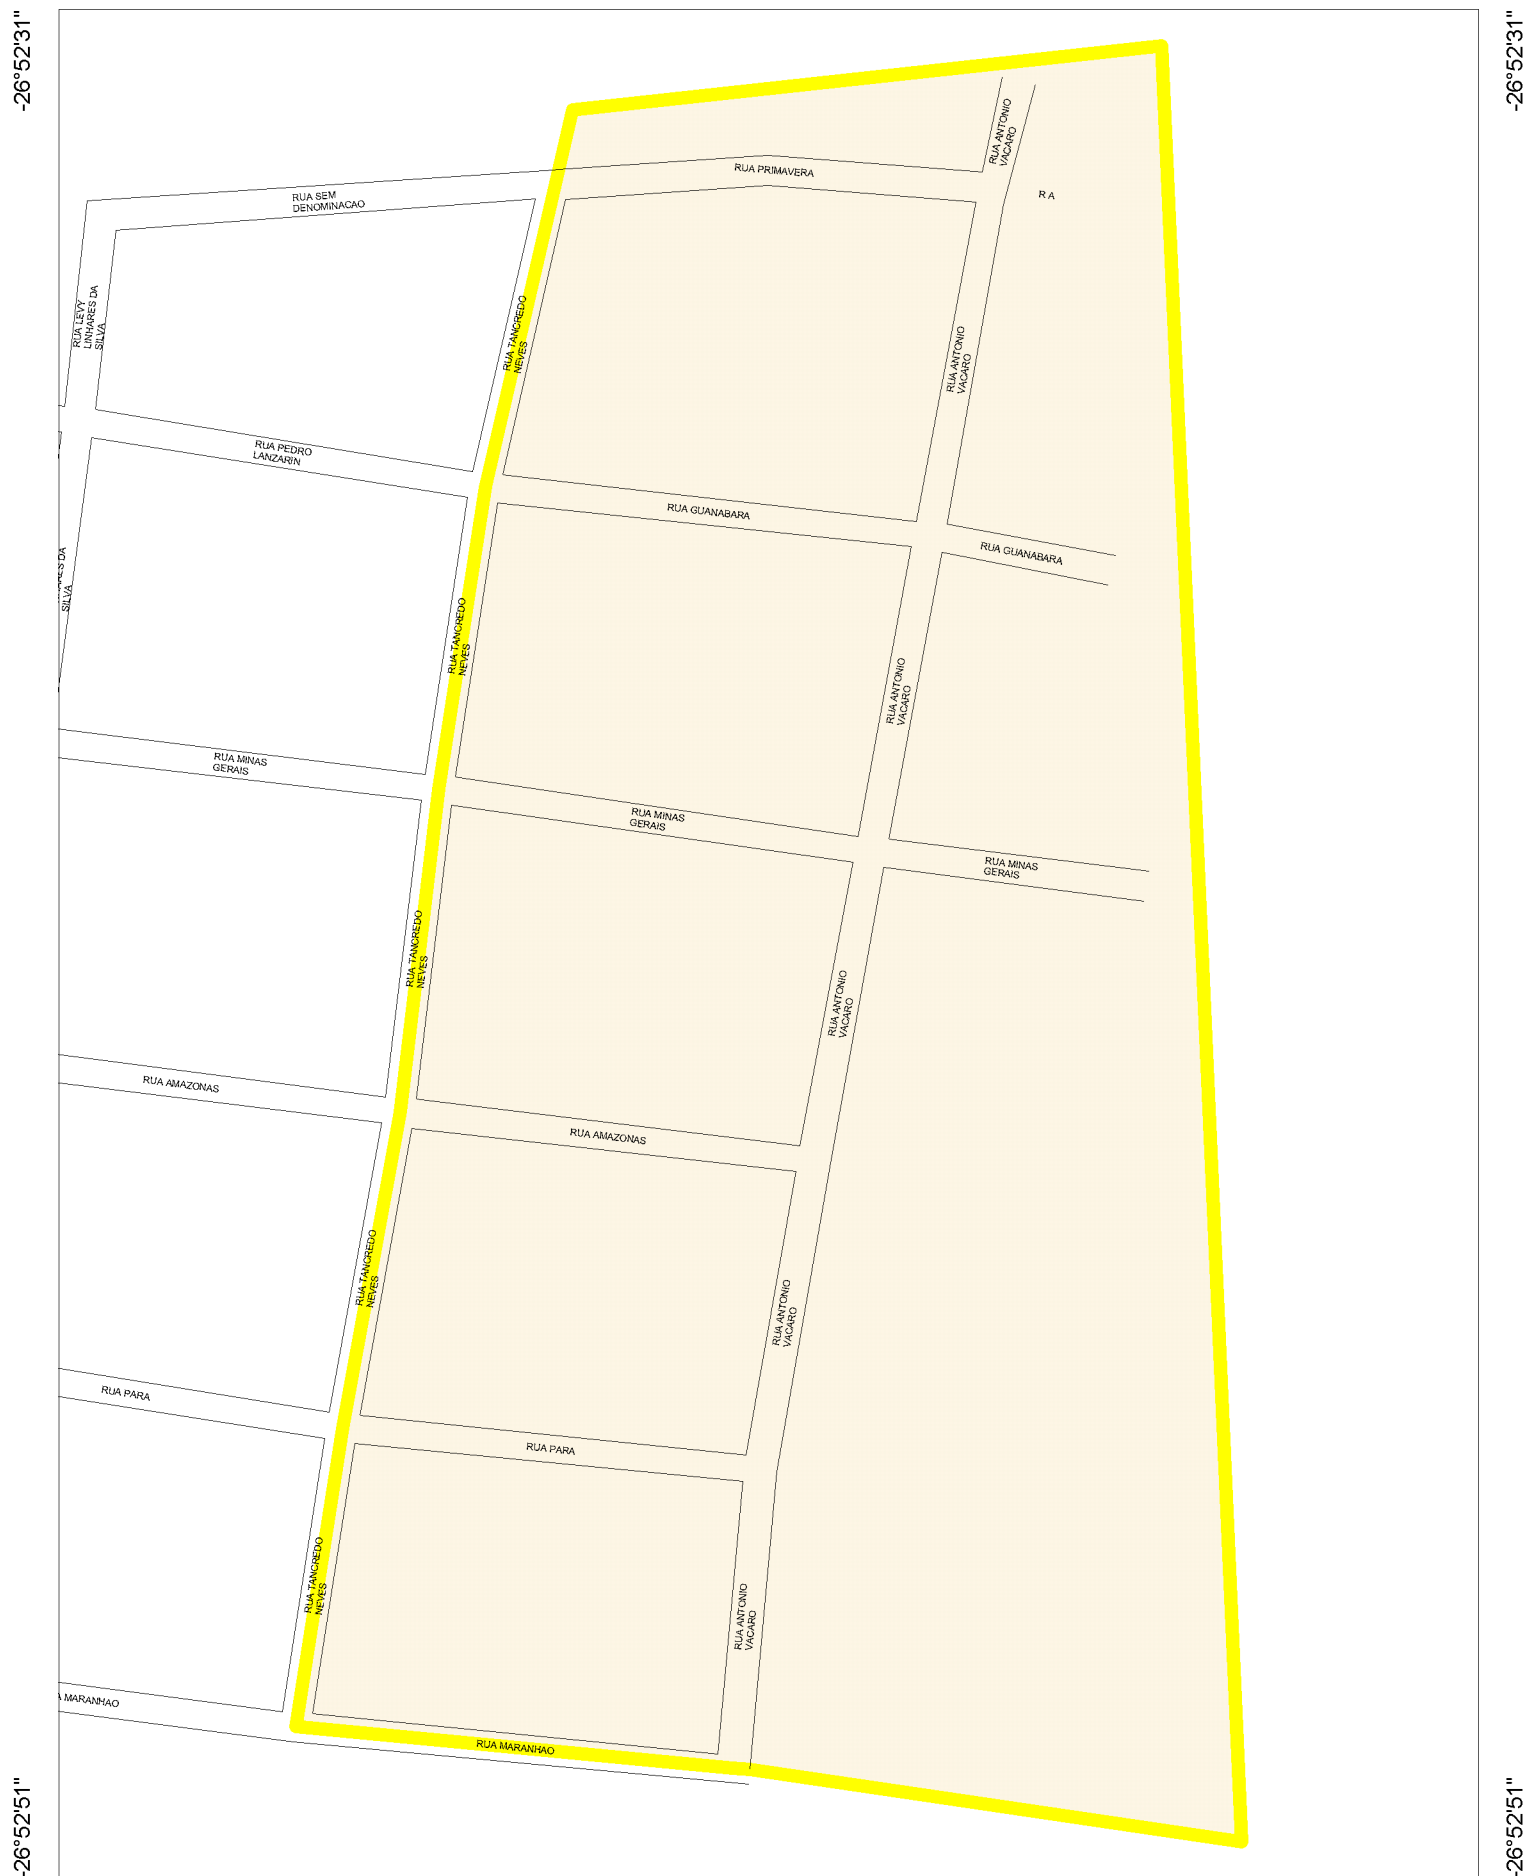 -26°52'31"
-26°52'31"
RUA ANTONIO
VACARO
RUA PRIMAVERA
R A
RUA SEM
DENOMINACAO
RUA LEVY
LINHARES DA
SILVA
RUA TANCREDO
NEVES
RUA ANTONIO
VACARO
RUA PEDRO
LANZARIN
RUA GUANABARA
RUA GUANABARA
DA
SILVA
RUA TANCREDO
NEVES
RUA ANTONIO
VACARO
RUA MINAS
GERAIS
RUA MINAS
GERAIS
RUA MINAS
GERAIS
RUA TANCREDO
NEVES
RUA ANTONIO
VACARO
RUA AMAZONAS
RUA AMAZONAS
RUA TANCREDO
NEVES
RUA ANTONIO
VACARO
RUA PARA
RUA PARA
RUA TANCREDO
NEVES
RUA ANTONIO
VACARO
A MARANHAO
RUA MARANHAO
-26°52'51"
-26°52'51"